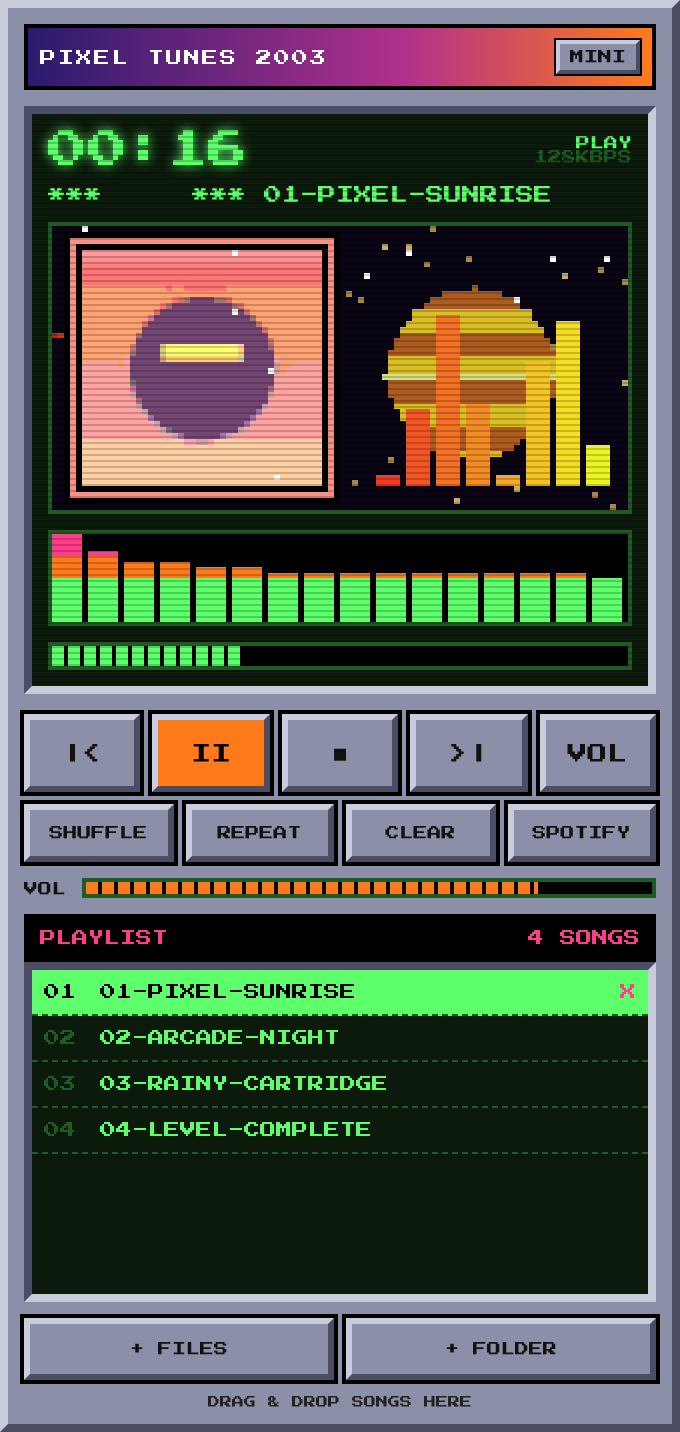 PIXEL TUNES 2003 MINI
00:16 PLAY
128KBPS
*** *** 01-PIXEL-SUNRISE
I< II ■ >I VOL
SHUFFLE REPEAT CLEAR SPOTIFY
VOL
PLAYLIST 4 SONGS
01 01-PIXEL-SUNRISE X
02 02-ARCADE-NIGHT
03 03-RAINY-CARTRIDGE
04 04-LEVEL-COMPLETE
+ FILES + FOLDER
DRAG & DROP SONGS HERE